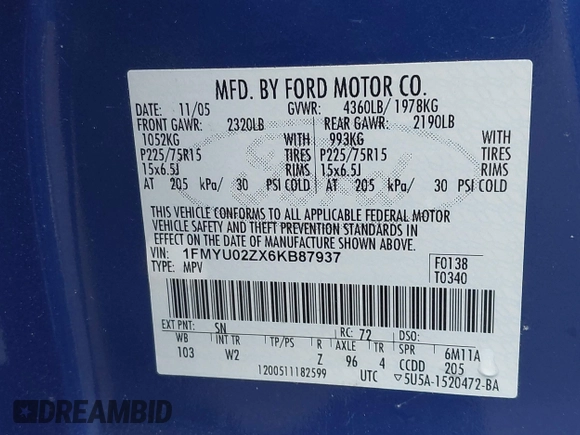 MFD. BY FORD MOTOR CO.
DATE: 11/05 GVWR: 4360LB/ 1978KG
FRONT GAWR: 2320LB REAR GAWR: 2190LB
1052KG WITH 993KG WITH
P225/75R15 TIRES P225/75R15 TIRES
15x6.5J RIMS 15x6.5J RIMS
AT 205 kPa/ 30 PSI COLD AT 205 kPa/ 30 PSI COLD
THIS VEHICLE CONFORMS TO ALL APPLICABLE FEDERAL MOTOR
VEHICLE SAFETY AND THEFT PREVENTION STANDARDS IN
EFFECT ON THE DATE OF MANUFACTURE SHOWN ABOVE.
VIN: 1FMYU02ZX6KB87937
TYPE: MPV
F0138
T0340
EXT PNT: SN RC: 72 DSO:
WB INT TR TP/PS R AXLE TR SPR 6M11A
103 W2 Z 96 4 CCDD 205
1200511182599 UTC ▽5U5A-1520472-BA
DREAMBID